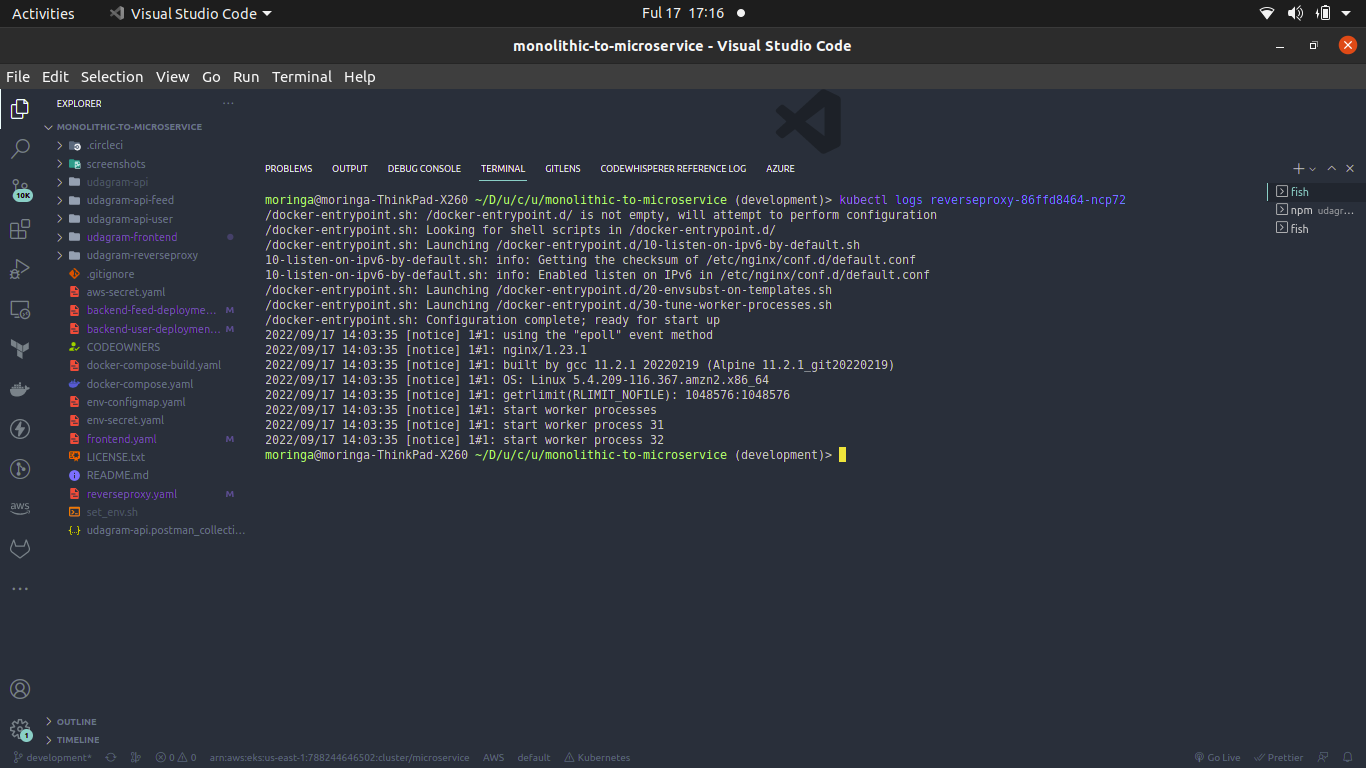 Activities
Visual Studio Code
Ful 17 17:16
monolithic-to-microservice - Visual Studio Code
File Edit Selection View Go Run Terminal Help
EXPLORER
MONOLITHIC-TO-MICROSERVICE
.circleci
screenshots
udagram-api
udagram-api-feed
udagram-api-user
udagram-frontend
udagram-reverseproxy
.gitignore
aws-secret.yaml
backend-feed-deployme... M
backend-user-deploymen... M
CODEOWNERS
docker-compose-build.yaml
docker-compose.yaml
env-configmap.yaml
env-secret.yaml
frontend.yaml M
LICENSE.txt
README.md
reverseproxy.yaml M
set_env.sh
udagram-api.postman_collecti...
10K
aws
1
OUTLINE
TIMELINE
PROBLEMS OUTPUT DEBUG CONSOLE TERMINAL GITLENS CODEWHISPERER REFERENCE LOG AZURE
moringa@moringa-ThinkPad-X260 ~/D/u/c/u/monolithic-to-microservice (development)> kubectl logs reverseproxy-86ffd8464-ncp72
/docker-entrypoint.sh: /docker-entrypoint.d/ is not empty, will attempt to perform configuration
/docker-entrypoint.sh: Looking for shell scripts in /docker-entrypoint.d/
/docker-entrypoint.sh: Launching /docker-entrypoint.d/10-listen-on-ipv6-by-default.sh
10-listen-on-ipv6-by-default.sh: info: Getting the checksum of /etc/nginx/conf.d/default.conf
10-listen-on-ipv6-by-default.sh: info: Enabled listen on IPv6 in /etc/nginx/conf.d/default.conf
/docker-entrypoint.sh: Launching /docker-entrypoint.d/20-envsubst-on-templates.sh
/docker-entrypoint.sh: Launching /docker-entrypoint.d/30-tune-worker-processes.sh
/docker-entrypoint.sh: Configuration complete; ready for start up
2022/09/17 14:03:35 [notice] 1#1: using the "epoll" event method
2022/09/17 14:03:35 [notice] 1#1: nginx/1.23.1
2022/09/17 14:03:35 [notice] 1#1: built by gcc 11.2.1 20220219 (Alpine 11.2.1_git20220219)
2022/09/17 14:03:35 [notice] 1#1: OS: Linux 5.4.209-116.367.amzn2.x86_64
2022/09/17 14:03:35 [notice] 1#1: getrlimit(RLIMIT_NOFILE): 1048576:1048576
2022/09/17 14:03:35 [notice] 1#1: start worker processes
2022/09/17 14:03:35 [notice] 1#1: start worker process 31
2022/09/17 14:03:35 [notice] 1#1: start worker process 32
moringa@moringa-ThinkPad-X260 ~/D/u/c/u/monolithic-to-microservice (development)>
fish
npm udagr...
fish
development* 0 0 arn:aws:eks:us-east-1:788244646502:cluster/microservice AWS default Kubernetes Go Live Prettier